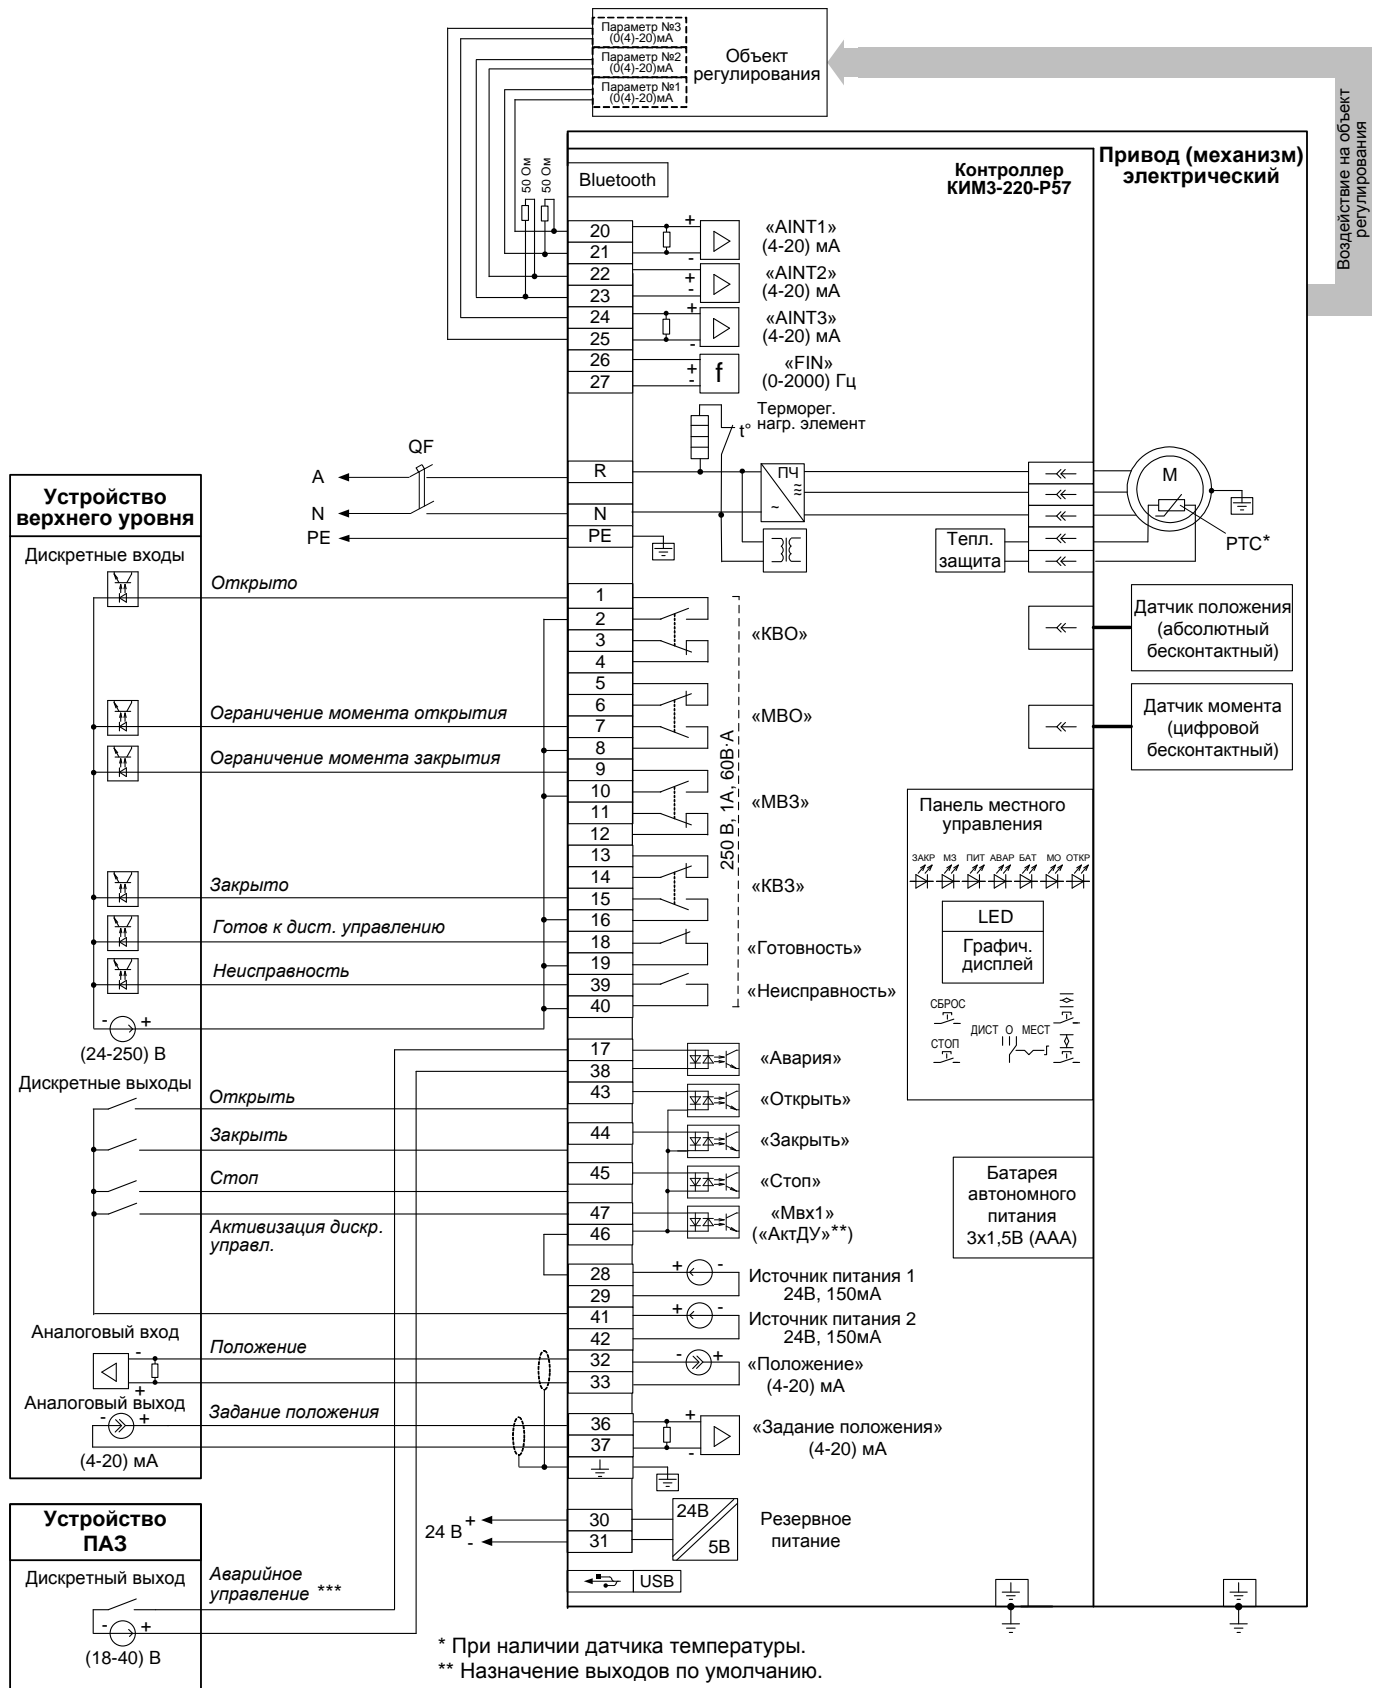 Параметр №3
(0(4)-20)мА
Параметр №2
(0(4)-20)мА
Параметр №1
(0(4)-20)мА
Объект
регулирования
Воздействие на объект
регулирования
50 Ом
50 Ом
Bluetooth
Контроллер
КИМ3-220-Р57
Привод (механизм)
электрический
20
21
22
23
24
25
26
27
+
-
«AINT1»
(4-20) мА
+
-
«AINT2»
(4-20) мА
+
-
«AINT3»
(4-20) мА
+
-
f
«FIN»
(0-2000) Гц
t°
Терморег.
нагр. элемент
QF
A
N
PE
R
N
PE
ПЧ
≈
~
М
PTC*
Тепл.
защита
Устройство
верхнего уровня
Дискретные входы
Открыто
Ограничение момента открытия
Ограничение момента закрытия
Закрыто
Готов к дист. управлению
Неисправность
- +
(24-250) В
1
2
3
4
5
6
7
8
9
10
11
12
13
14
15
16
18
19
39
40
«КВО»
«МВО»
«МВЗ»
«КВЗ»
«Готовность»
«Неисправность»
250 В, 1А, 60В·А
Датчик положения
(абсолютный
бесконтактный)
Датчик момента
(цифровой
бесконтактный)
Панель местного
управления
ЗАКР МЗ ПИТ АВАР БАТ МО ОТКР
LED
Графич.
дисплей
СБРОС
СТОП
ДИСТ О МЕСТ
Дискретные выходы
Открыть
Закрыть
Стоп
Активизация дискр.
управл.
17
38
43
44
45
47
46
28
29
41
42
32
33
36
37
«Авария»
«Открыть»
«Закрыть»
«Стоп»
«Мвх1»
(«АктДУ»**)
+ -
Источник питания 1
24В, 150мА
+ -
Источник питания 2
24В, 150мА
- +
«Положение»
(4-20) мА
+
-
«Задание положения»
(4-20) мА
Батарея
автономного
питания
3х1,5В (ААА)
Аналоговый вход
-
+
Положение
Аналоговый выход
- +
(4-20) мА
Задание положения
24 В
+
-
30
31
24В
5В
Резервное
питание
USB
Устройство
ПАЗ
Дискретный выход
Аварийное
управление ***
- +
(18-40) В
* При наличии датчика температуры.
** Назначение выходов по умолчанию.